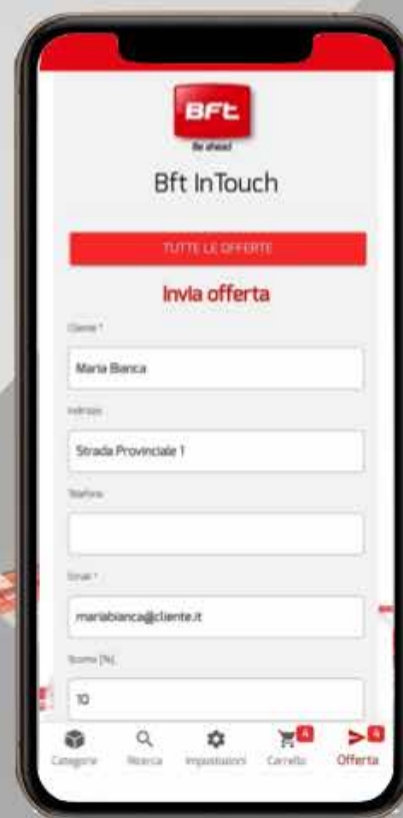 BFt
Be ahead
Bft InTouch
TUTTE LE OFFERTE
Invia offerta
Cliente *
Maria Bianca
Indirizzo
Strada Provinciale 1
Telefono
Email *
mariabianca@cliente.it
Sconto [%]
10
4
4
Categorie
Ricerca
Impostazioni
Carrello
Offerta